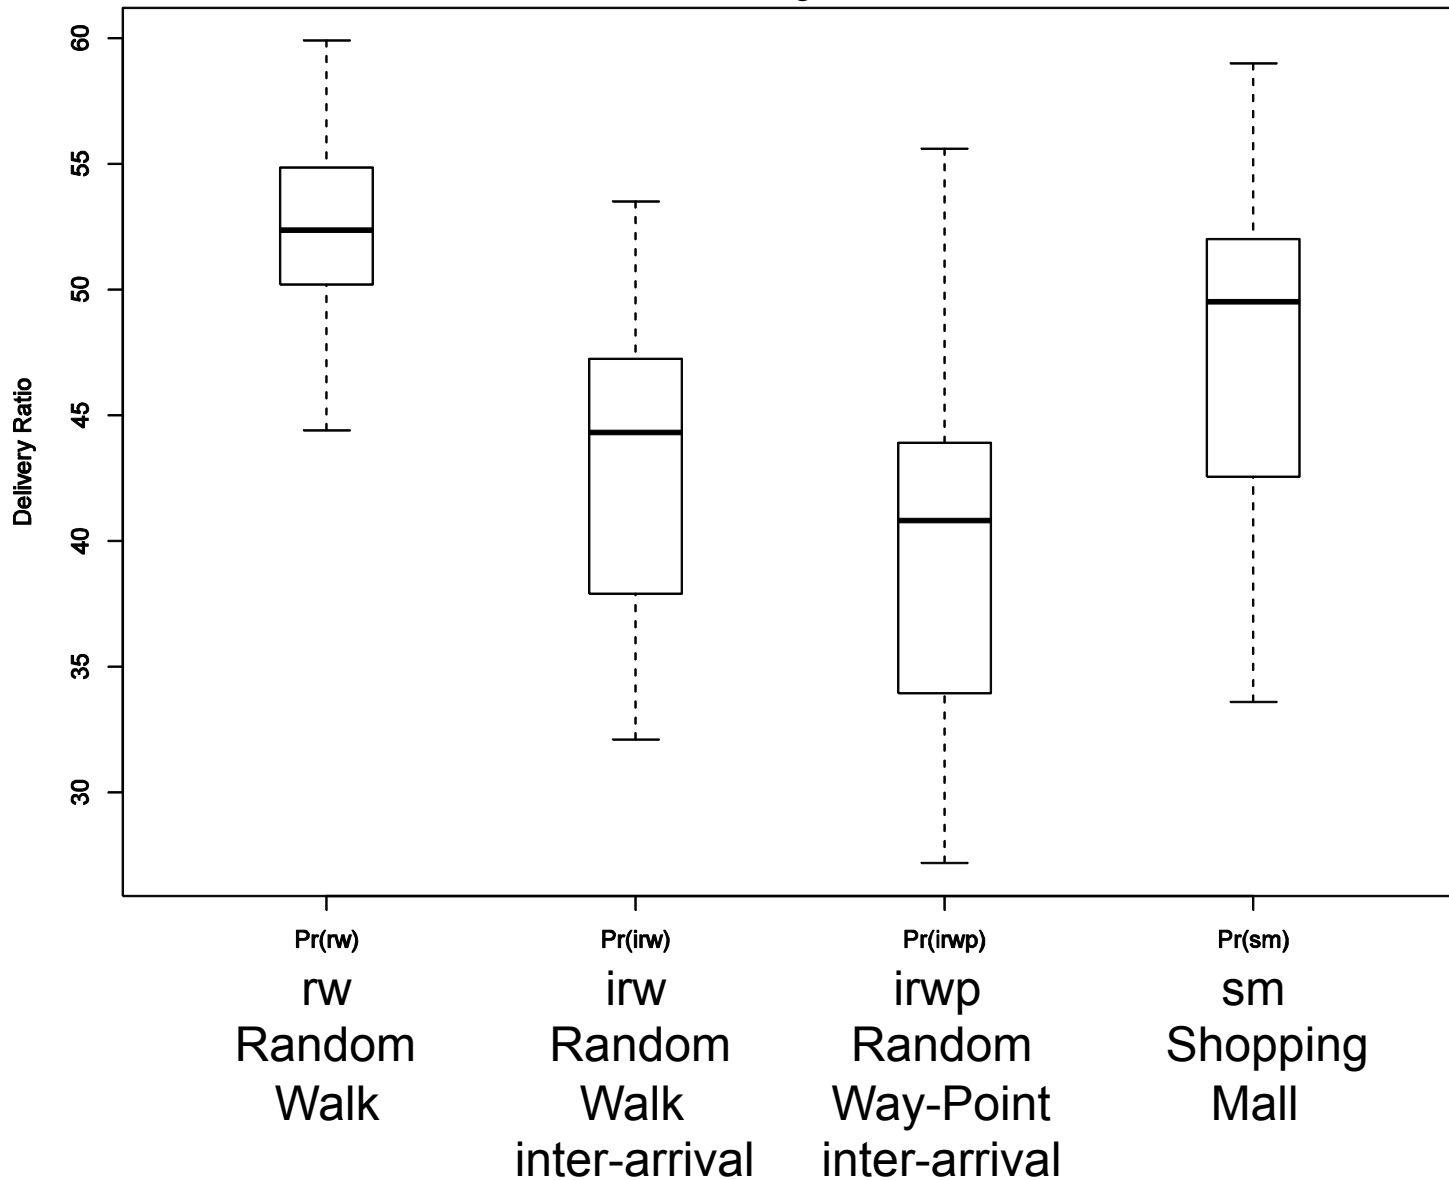 60
55
50
45
40
35
30
Delivery Ratio
Pr(rw) Pr(irw) Pr(irwp) Pr(sm)
rw irw irwp sm
Random Random Random Shopping
Walk Walk Way-Point Mall
inter-arrival inter-arrival